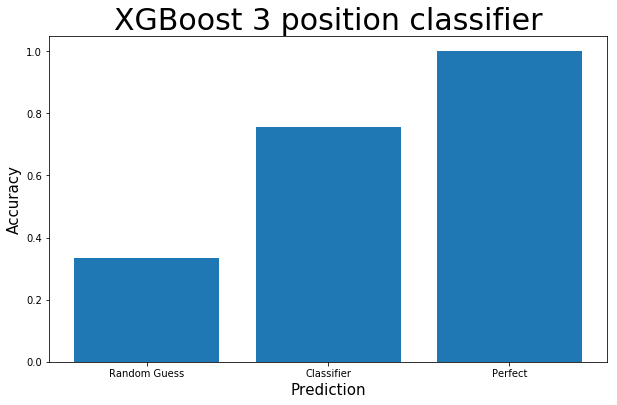 XGBoost 3 position classifier
Accuracy
1.0
0.8
0.6
0.4
0.2
0.0
Random Guess
Classifier
Perfect
Prediction